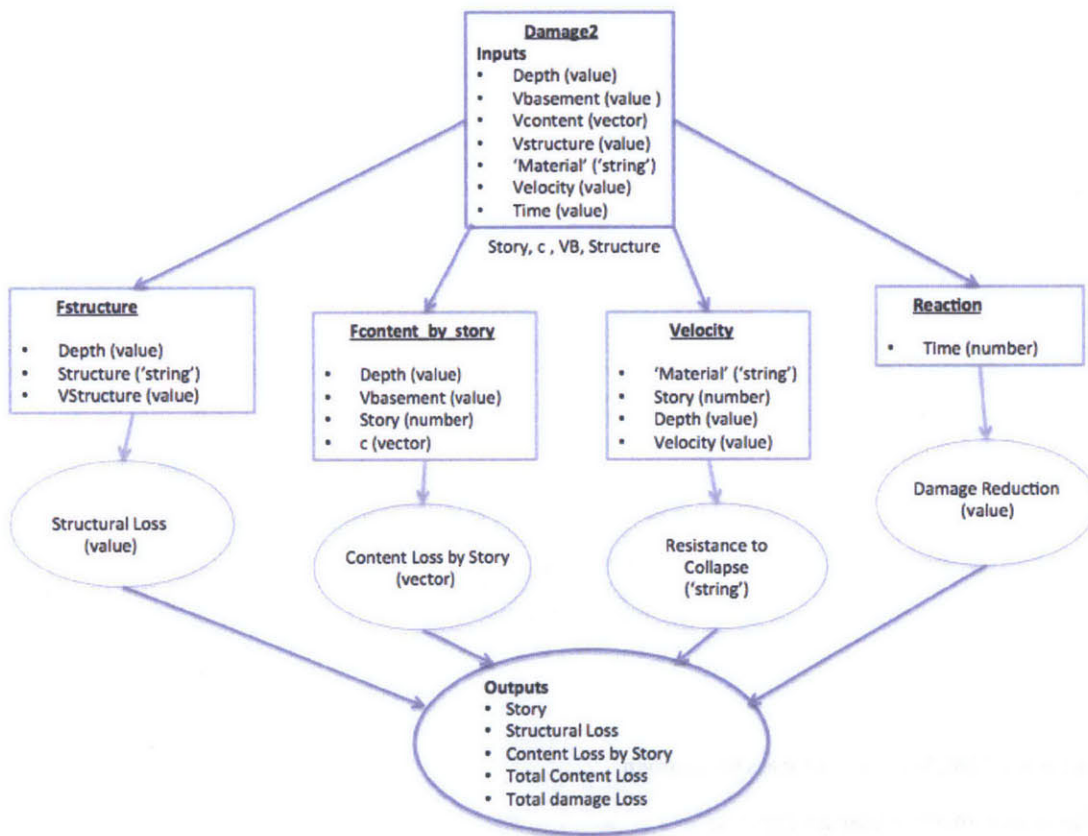 Damage2
Inputs
• Depth (value)
• Vbasement (value )
• Vcontent (vector)
• Vstructure (value)
• ‘Material’ (‘string’)
• Velocity (value)
• Time (value)
Story, c , VB, Structure
Fstructure
• Depth (value)
• Structure (‘string’)
• VStructure (value)
Fcontent_by_story
• Depth (value)
• Vbasement (value)
• Story (number)
• c (vector)
Velocity
• ‘Material’ (‘string’)
• Story (number)
• Depth (value)
• Velocity (value)
Reaction
• Time (number)
Structural Loss
(value)
Content Loss by Story
(vector)
Resistance to
Collapse
(‘string’)
Damage Reduction
(value)
Outputs
• Story
• Structural Loss
• Content Loss by Story
• Total Content Loss
• Total damage Loss